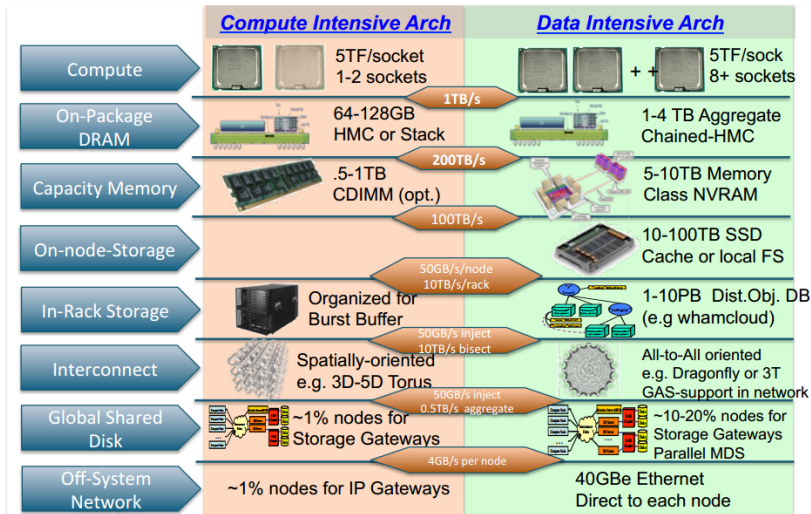 Compute Intensive Arch
Data Intensive Arch
Compute
5TF/socket
1-2 sockets
+ +
5TF/sock
8+ sockets
1TB/s
On-Package
DRAM
64-128GB
HMC or Stack
1-4 TB Aggregate
Chained-HMC
200TB/s
Capacity Memory
.5-1TB
CDIMM (opt.)
5-10TB Memory
Class NVRAM
100TB/s
On-node-Storage
10-100TB SSD
Cache or local FS
50GB/s/node
10TB/s/rack
In-Rack Storage
Organized for
Burst Buffer
1-10PB Dist.Obj. DB
(e.g whamcloud)
50GB/s inject
10TB/s bisect
Interconnect
Spatially-oriented
e.g. 3D-5D Torus
All-to-All oriented
e.g. Dragonfly or 3T
GAS-support in network
50GB/s inject
0.5TB/s aggregate
Global Shared
Disk
~1% nodes for
Storage Gateways
~10-20% nodes for
Storage Gateways
Parallel MDS
4GB/s per node
Off-System
Network
~1% nodes for IP Gateways
40GBe Ethernet
Direct to each node